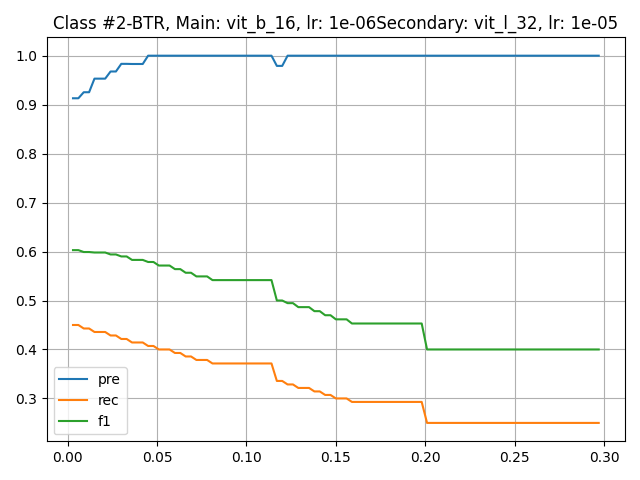 Class #2-BTR, Main: vit_b_16, lr: 1e-06Secondary: vit_l_32, lr: 1e-05
1.0
0.9
0.8
0.7
0.6
0.5
0.4
0.3
pre
rec
f1
0.00 0.05 0.10 0.15 0.20 0.25 0.30